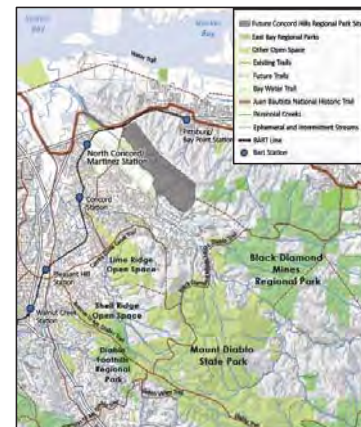 Bay
Water Trail
Future Concord Hills Regional Park Site
East Bay Regional Parks
Other Open Space
Existing Trails
Future Trails
Bay Water Trail
Juan Bautista National Historic Trail
Perennial Creeks
Ephemeral and Intermittent Streams
BART Line
Bart Station
Pittsburg/
Bay Point Station
North Concord/
Martinez Station
Concord
Station
Lime Ridge
Open Space
Black Diamond
Mines
Regional Park
Pleasant Hill
Station
Shell Ridge
Open Space
Walnut Creek
Station
Diablo
Foothills
Regional
Park
Mount Diablo
State Park